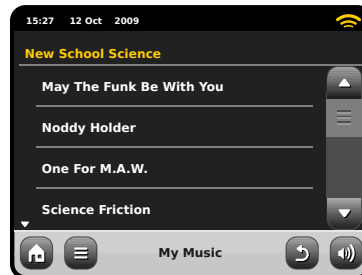 15:27 12 Oct 2009
New School Science
May The Funk Be With You
Noddy Holder
One For M.A.W.
Science Friction
My Music